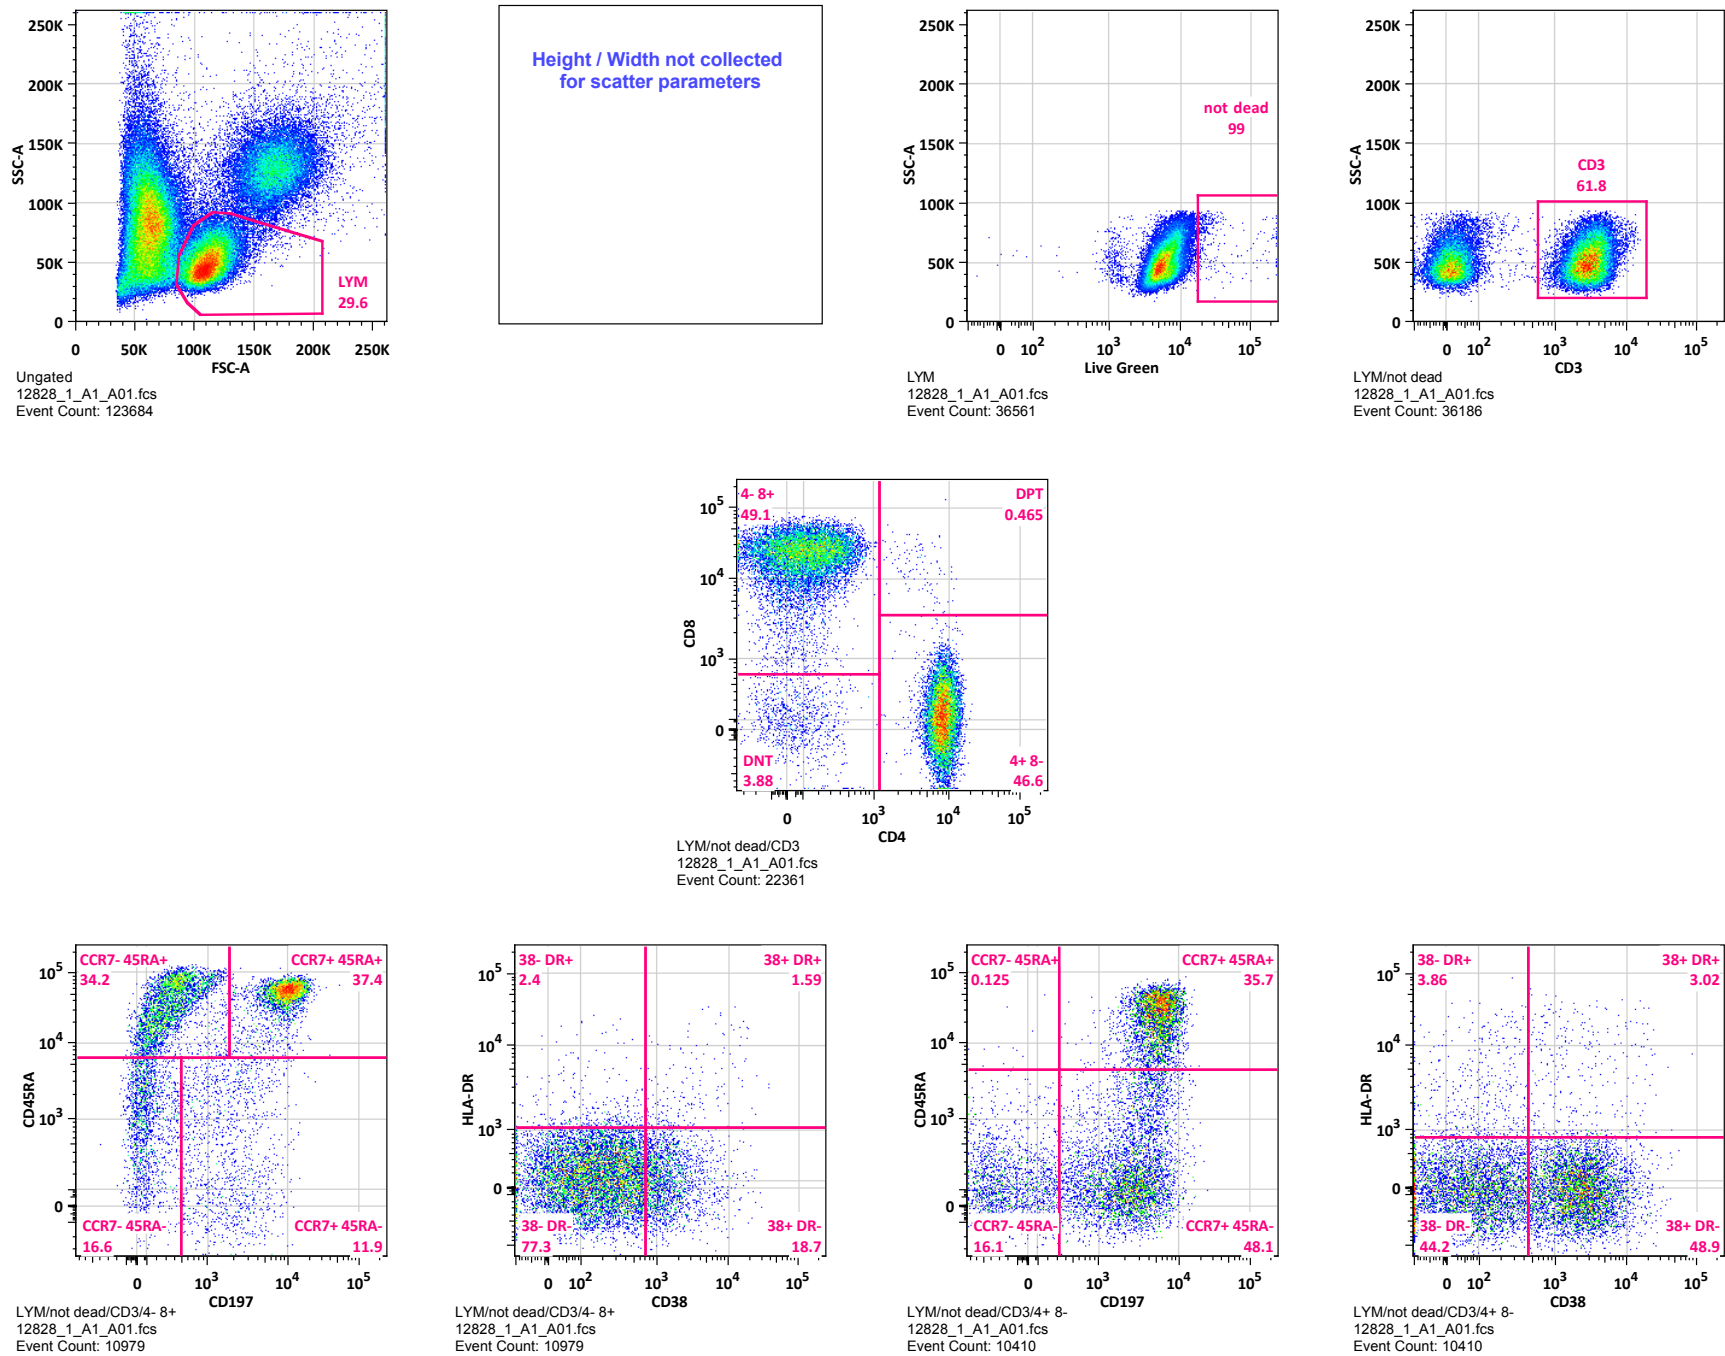 250K
200K
150K
100K
50K
0
SSC-A
LYM
29.6
0
50K
100K
150K
200K
250K
FSC-A
Ungated
12828_1_A1_A01.fcs
Event Count: 123684
Height / Width not collected
for scatter parameters
250K
200K
150K
100K
50K
0
SSC-A
not dead
99
0
10^2
10^3
10^4
10^5
Live Green
LYM
12828_1_A1_A01.fcs
Event Count: 36561
250K
200K
150K
100K
50K
0
SSC-A
CD3
61.8
0
10^2
10^3
10^4
10^5
CD3
LYM/not dead
12828_1_A1_A01.fcs
Event Count: 36186
4- 8+
49.1
DPT
0.465
10^5
10^4
10^3
0
CD8
DNT
3.88
4+ 8-
46.6
0
10^3
10^4
10^5
CD4
LYM/not dead/CD3
12828_1_A1_A01.fcs
Event Count: 22361
CCR7- 45RA+
34.2
CCR7+ 45RA+
37.4
10^5
10^4
10^3
0
CD45RA
CCR7- 45RA-
16.6
CCR7+ 45RA-
11.9
0
10^3
10^4
10^5
CD197
LYM/not dead/CD3/4- 8+
12828_1_A1_A01.fcs
Event Count: 10979
38- DR+
2.4
38+ DR+
1.59
10^5
10^4
10^3
0
HLA-DR
38- DR-
77.3
38+ DR-
18.7
0
10^2
10^3
10^4
10^5
CD38
LYM/not dead/CD3/4- 8+
12828_1_A1_A01.fcs
Event Count: 10979
CCR7- 45RA+
0.125
CCR7+ 45RA+
35.7
10^5
10^4
10^3
0
CD45RA
CCR7- 45RA-
16.1
CCR7+ 45RA-
48.1
0
10^3
10^4
10^5
CD197
LYM/not dead/CD3/4+ 8-
12828_1_A1_A01.fcs
Event Count: 10410
38- DR+
3.86
38+ DR+
3.02
10^5
10^4
10^3
0
HLA-DR
38- DR-
44.2
38+ DR-
48.9
0
10^2
10^3
10^4
10^5
CD38
LYM/not dead/CD3/4+ 8-
12828_1_A1_A01.fcs
Event Count: 10410